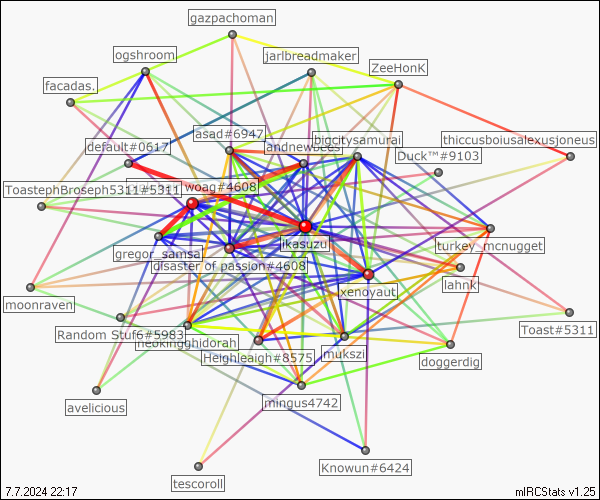 gazpachoman
ogshroom
jarlbreadmaker
ZeeHonK
facadas.
asad#6947
bigcitysamurai
thiccusboiusalexusjoneus
default#0617
andnewbees
Duck™#9103
ToastephBroseph5311#5311
woag#4608
gregor_samsa
jkasuzu
turkey_mcnugget
disaster of passion#4608
moonraven
xenoyaut
lahnk
Random Stuf6#5983
Toast#5311
neokingghidorah
Heighleaigh#8575
mukszi
doggerdig
avelicious
mingus4742
tescoroll
Knowun#6424
7.7.2024 22:17
mIRCStats v1.25